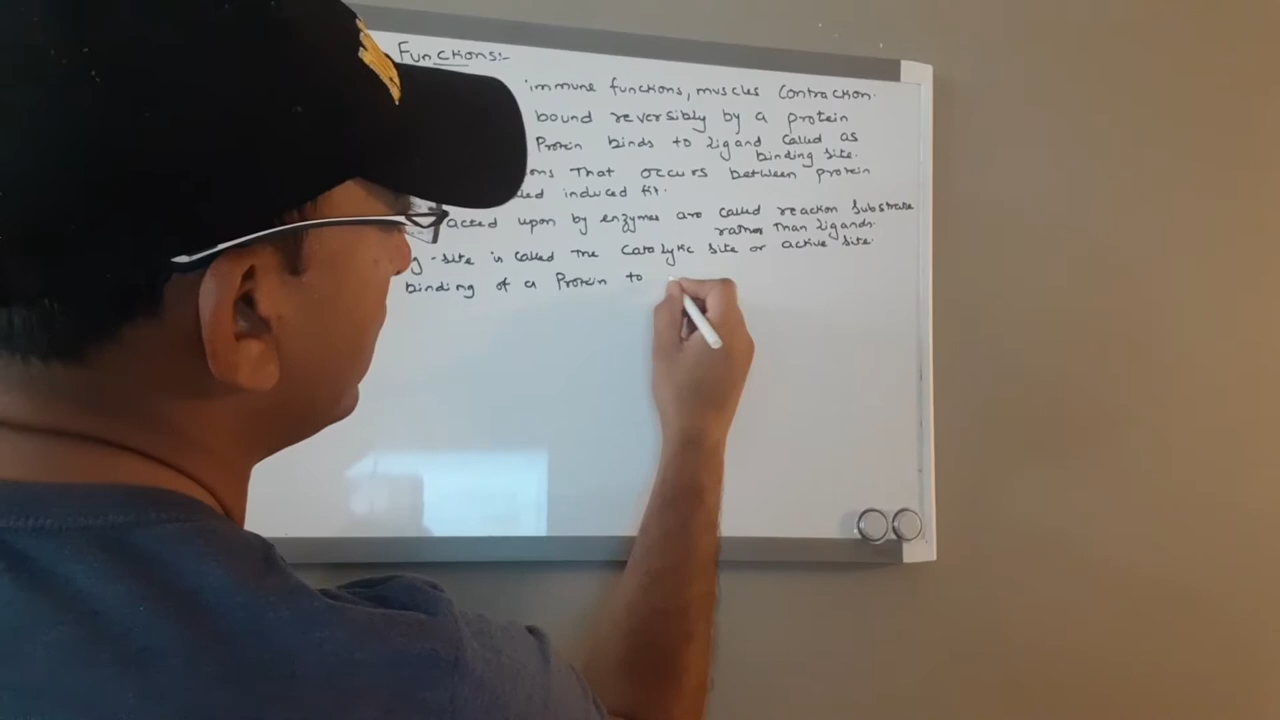 Functions:-
immune functions, muscles Contraction.
bound reversibly by a protein
Protein binds to ligand called as
binding site.
ons That occurs between protein
led induced fit.
acted upon by enzymes are called reaction Substrate
rather Than ligands.
g-site is called The Catalytic site or active site.
binding of a Protein to